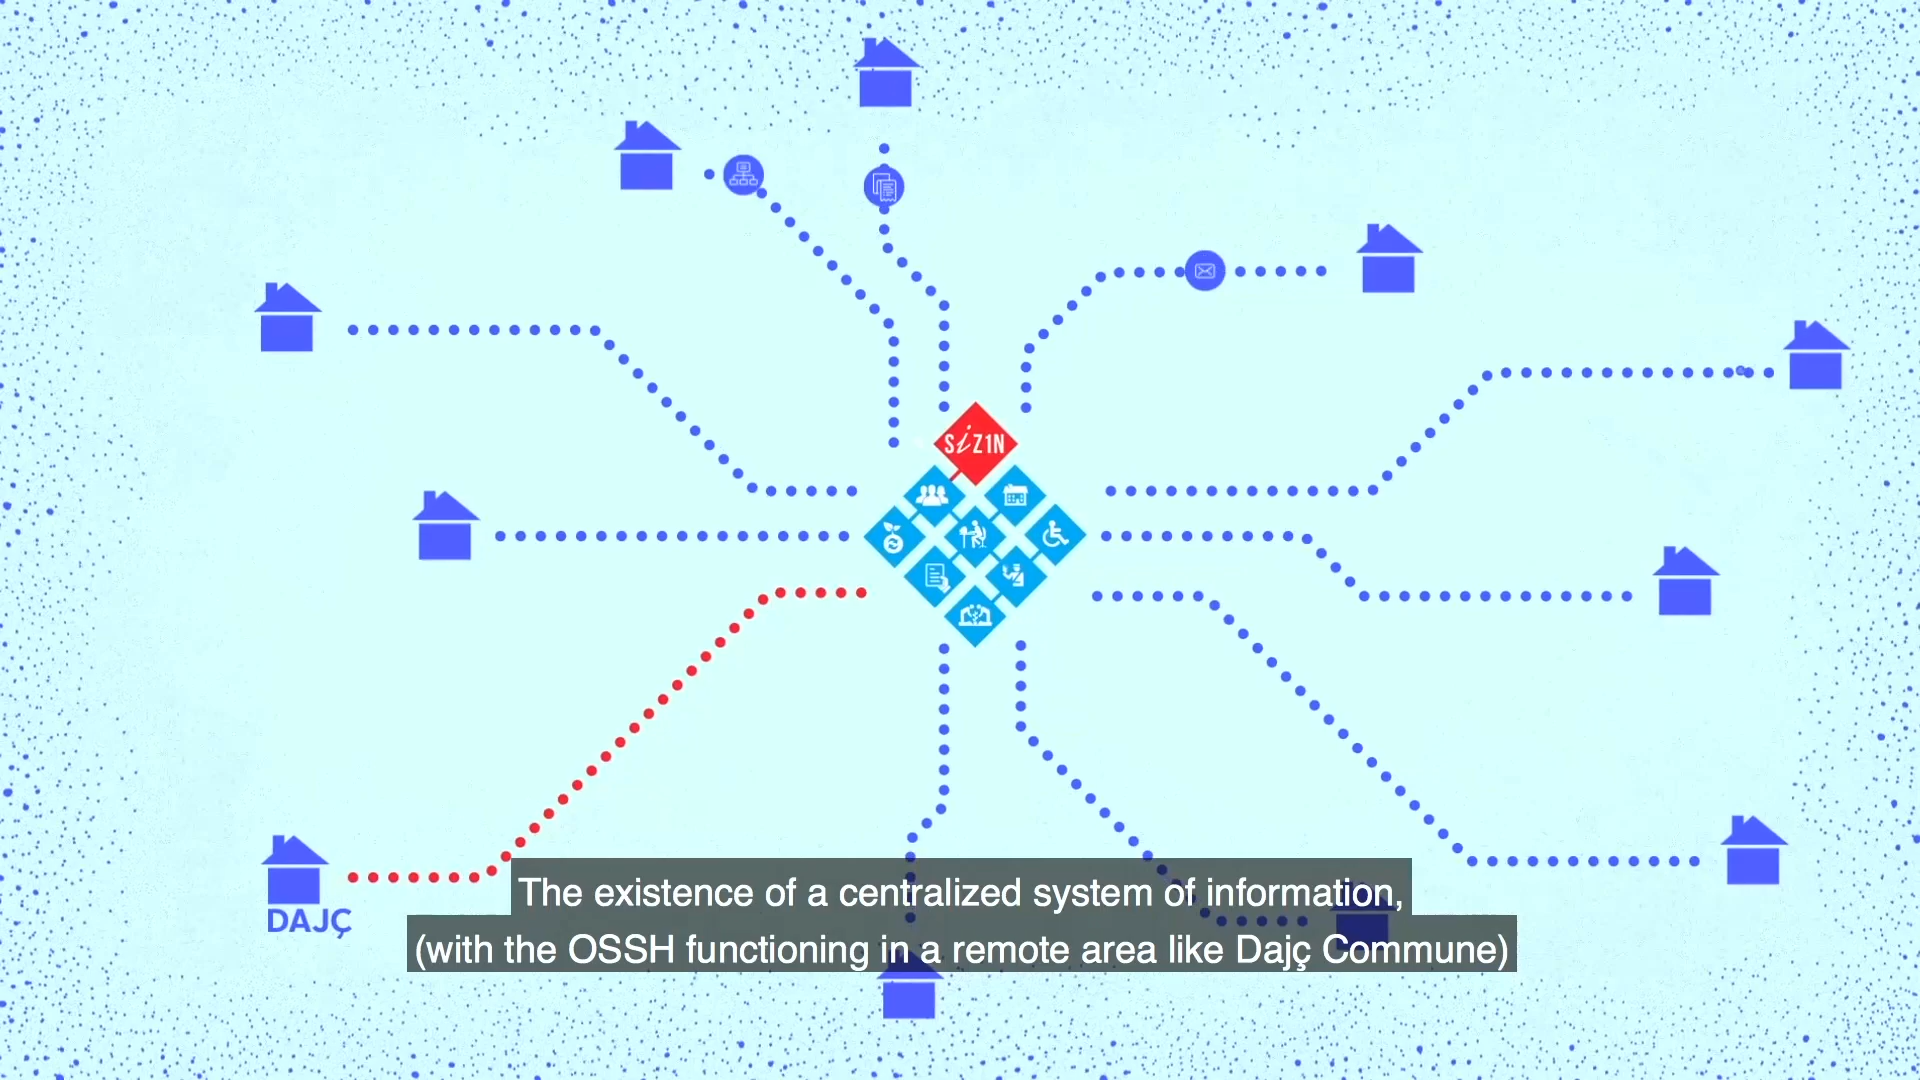 SiZ1N
DAJÇ
The existence of a centralized system of information,
(with the OSSH functioning in a remote area like Dajç Commune)